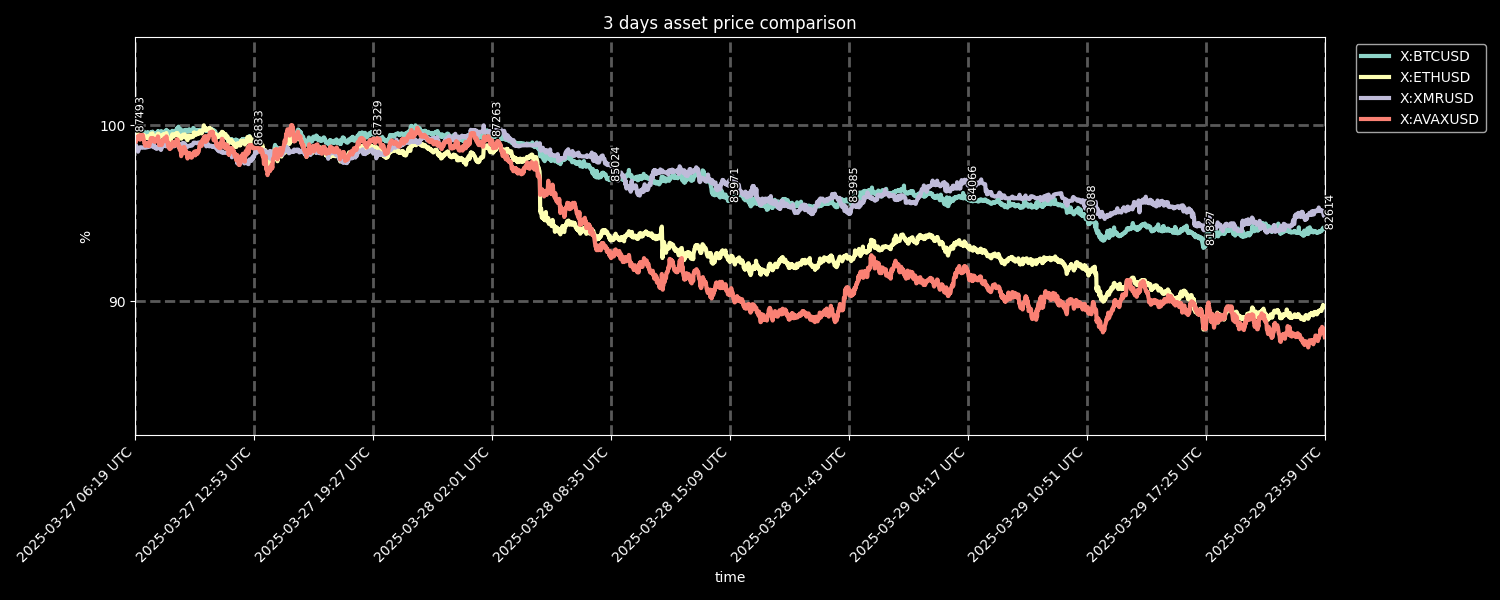 3 days asset price comparison
X:BTCUSD
X:ETHUSD
X:XMRUSD
X:AVAXUSD
%
100
90
87493
86833
87329
87263
85024
83971
83985
84066
83088
81827
82614
2025-03-27 06:19 UTC
2025-03-27 12:53 UTC
2025-03-27 19:27 UTC
2025-03-28 02:01 UTC
2025-03-28 08:35 UTC
2025-03-28 15:09 UTC
2025-03-28 21:43 UTC
2025-03-29 04:17 UTC
2025-03-29 10:51 UTC
2025-03-29 17:25 UTC
2025-03-29 23:59 UTC
time